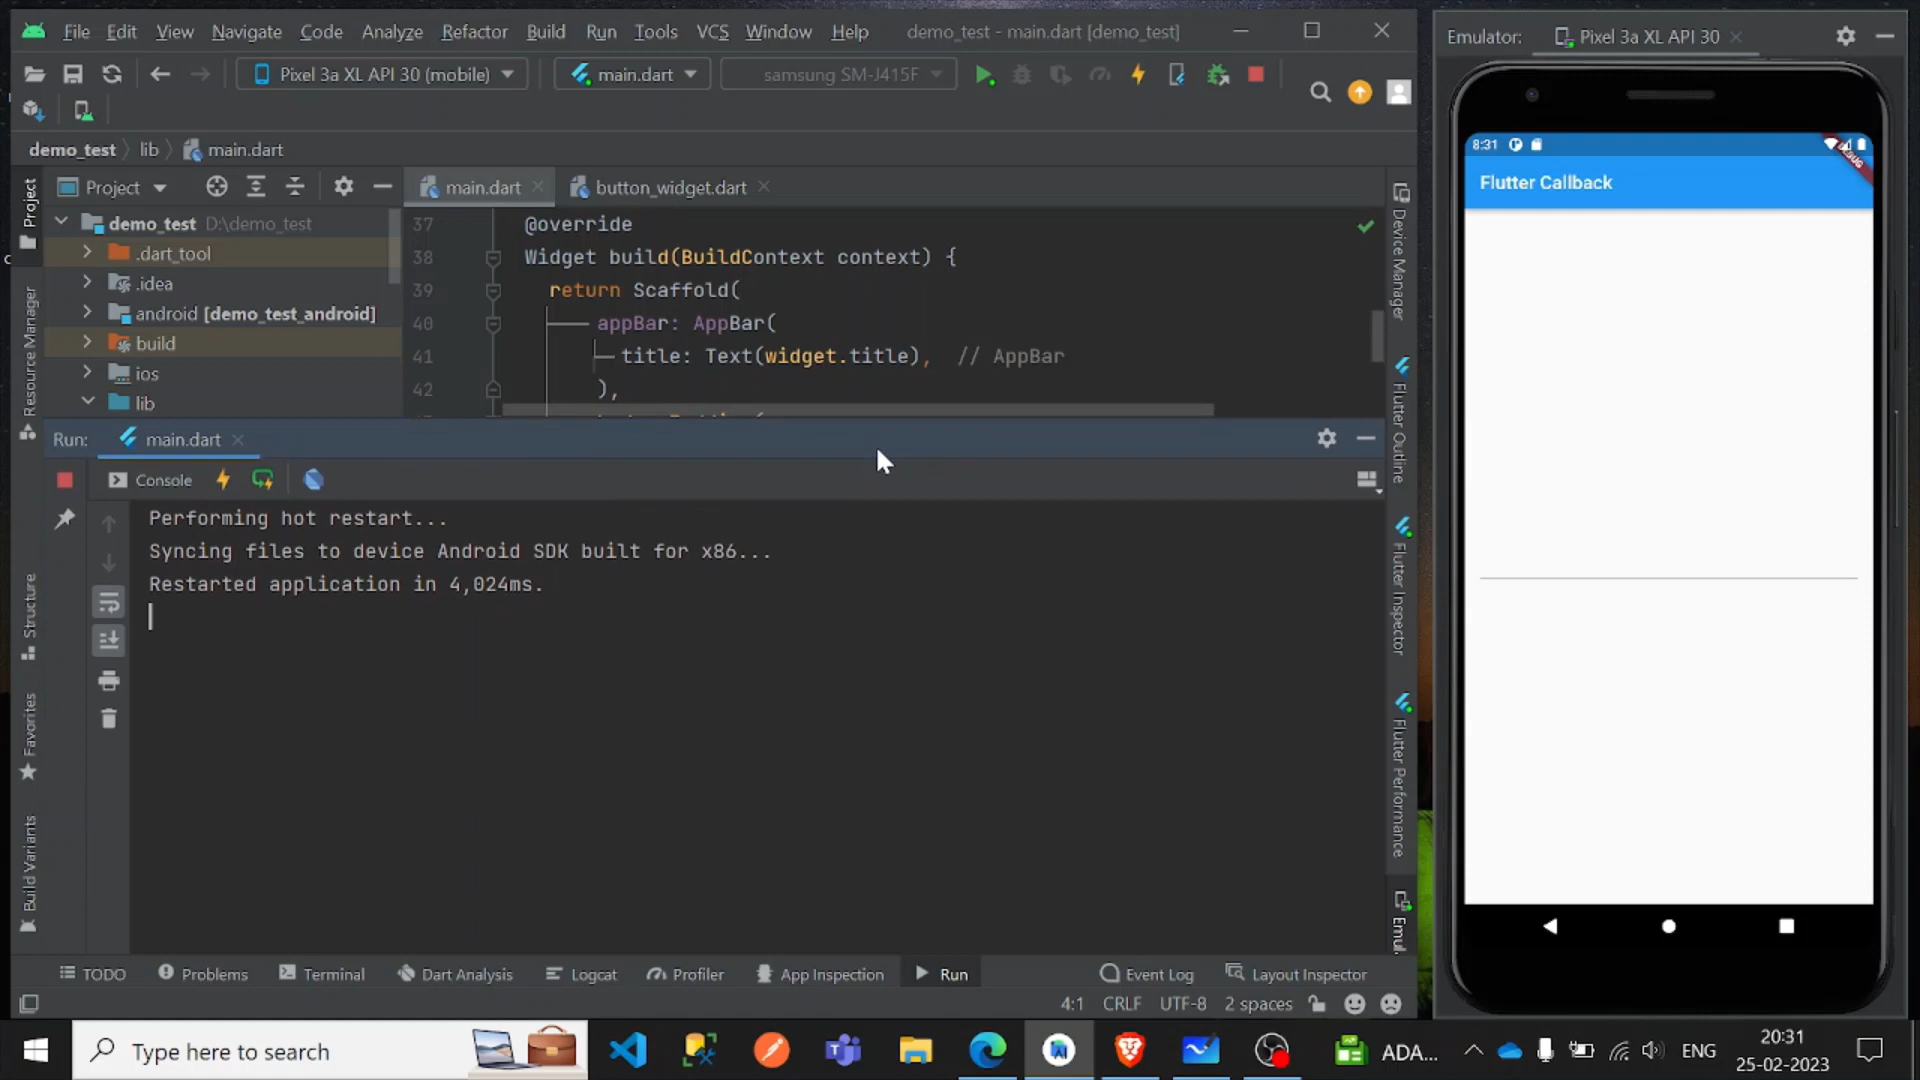 File Edit View Navigate Code Analyze Refactor Build Run Tools VCS Window Help demo_test - main.dart [demo_test]
Pixel 3a XL API 30 (mobile) main.dart samsung SM-J415F
demo_test lib main.dart
Project
main.dart button_widget.dart
demo_test D:\demo_test
.dart_tool
.idea
android [demo_test_android]
build
ios
lib
37 @override
38 Widget build(BuildContext context) {
39 return Scaffold(
40 appBar: AppBar(
41 title: Text(widget.title), // AppBar
42 ),
Run: main.dart
Console
Performing hot restart...
Syncing files to device Android SDK built for x86...
Restarted application in 4,024ms.
Project
Resource Manager
Structure
Favorites
Build Variants
Device Manager
Flutter Outline
Flutter Inspector
Flutter Performance
Emul
TODO Problems Terminal Dart Analysis Logcat Profiler App Inspection Run Event Log Layout Inspector
4:1 CRLF UTF-8 2 spaces
Emulator: Pixel 3a XL API 30
8:31
DEBUG
Flutter Callback
Type here to search
ADA...
ENG
20:31
25-02-2023